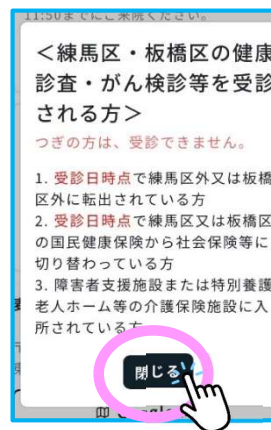 11:50までにご来院ください。
＜練馬区・板橋区の健康
診査・がん検診等を受診
される方＞
つぎの方は、受診できません。
1. 受診日時点で練馬区外又は板橋
区外に転出されている方
2. 受診日時点で練馬区又は板橋区
の国民健康保険から社会保険等に
切り替わっている方
3. 障害者支援施設または特別養護
老人ホーム等の介護保険施設に入
所されている方
閉じる